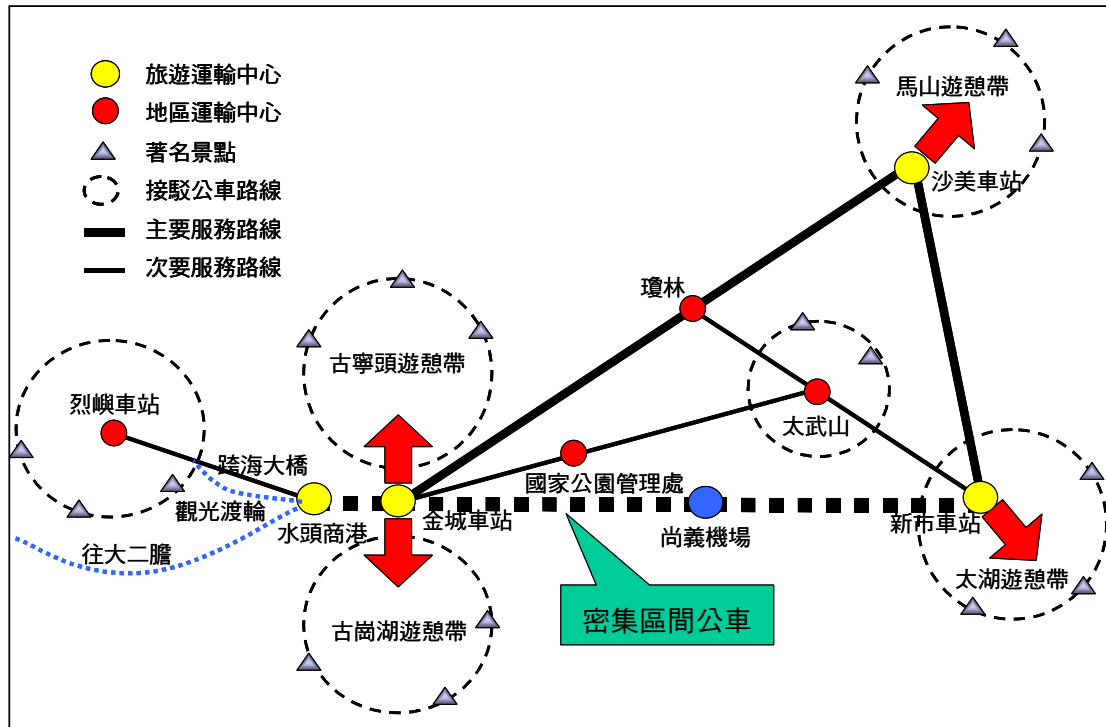 旅遊運輸中心
地區運輸中心
著名景點
接駁公車路線
主要服務路線
次要服務路線
馬山遊憩帶
沙美車站
瓊林
古寧頭遊憩帶
烈嶼車站
太武山
跨海大橋
國家公園管理處
觀光渡輪
水頭商港
金城車站
尚義機場
新市車站
往大二膽
太湖遊憩帶
密集區間公車
古崗湖遊憩帶